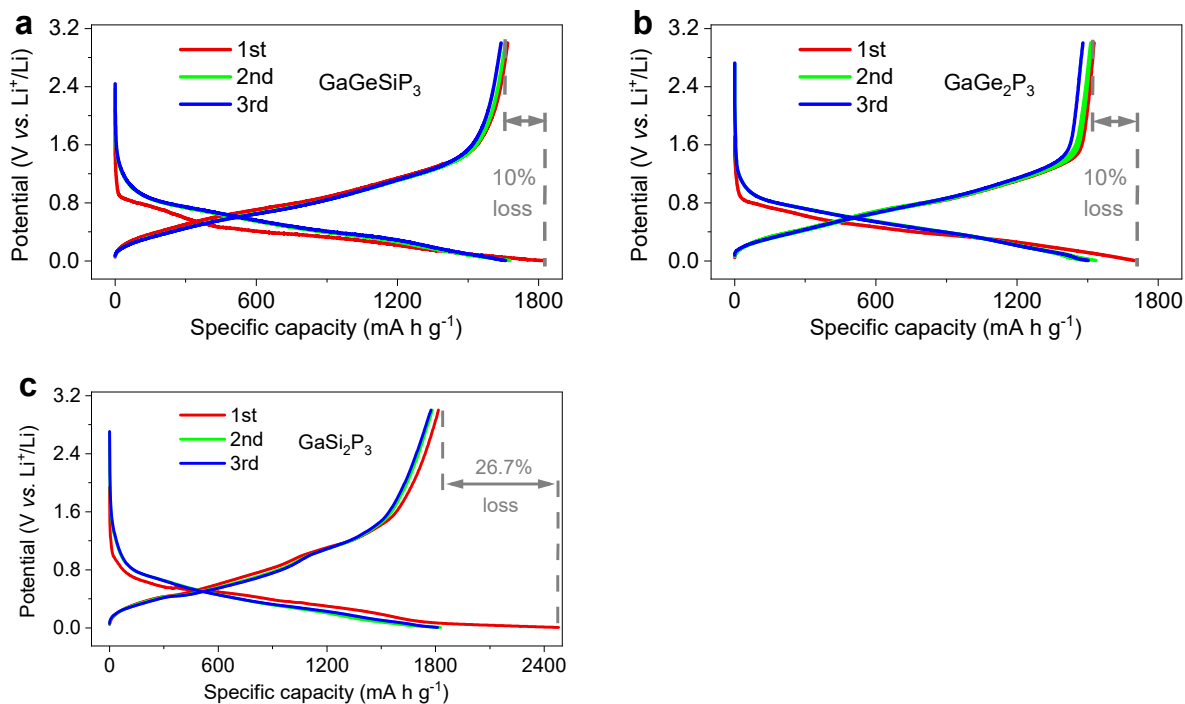 a
3.2
2.4
1.6
0.8
0.0
Potential (V vs. Li⁺/Li)
1st
2nd
3rd
GaGeSiP₃
10%
loss
0
600
1200
1800
Specific capacity (mA h g⁻¹)
b
3.2
2.4
1.6
0.8
0.0
Potential (V vs. Li⁺/Li)
1st
2nd
3rd
GaGe₂P₃
10%
loss
0
600
1200
1800
Specific capacity (mA h g⁻¹)
c
3.2
2.4
1.6
0.8
0.0
Potential (V vs. Li⁺/Li)
1st
2nd
3rd
GaSi₂P₃
26.7%
loss
0
600
1200
1800
2400
Specific capacity (mA h g⁻¹)